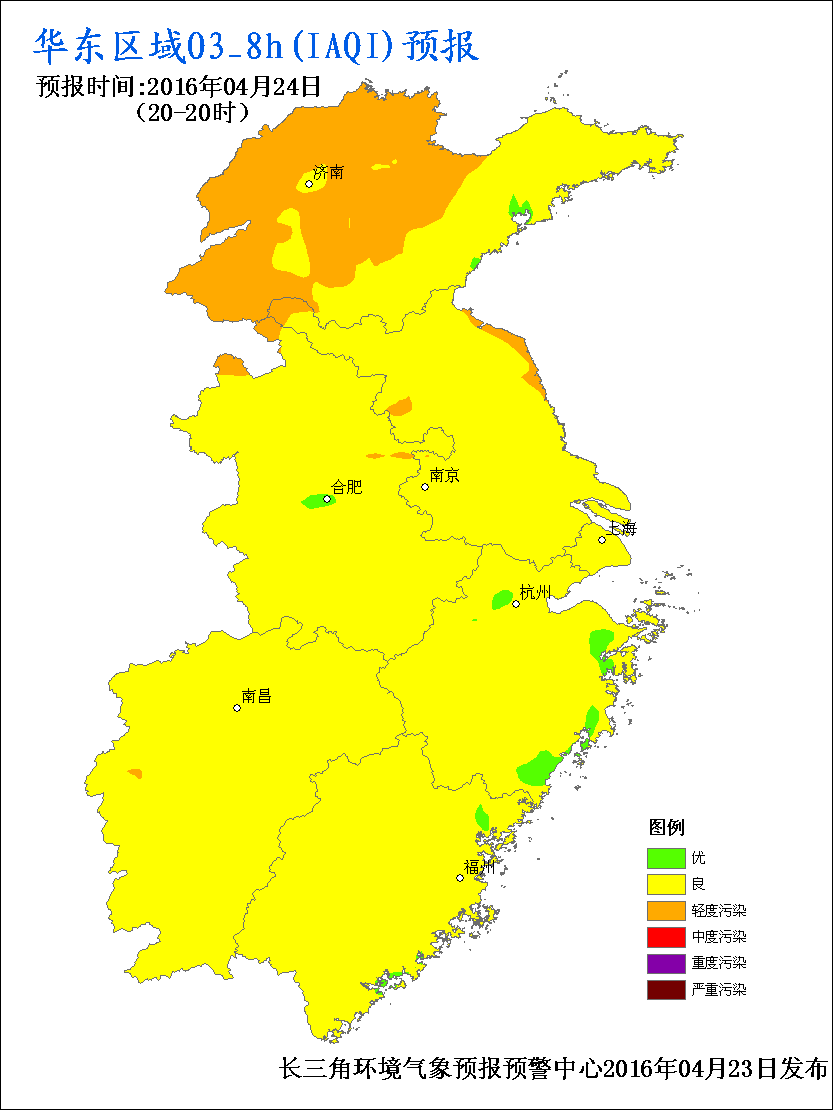 华东区域O3_8h(IAQI)预报
预报时间:2016年04月24日
（20-20时）
济南
合肥
南京
上海
杭州
南昌
福州
图例
优
良
轻度污染
中度污染
重度污染
严重污染
长三角环境气象预报预警中心2016年04月23日发布